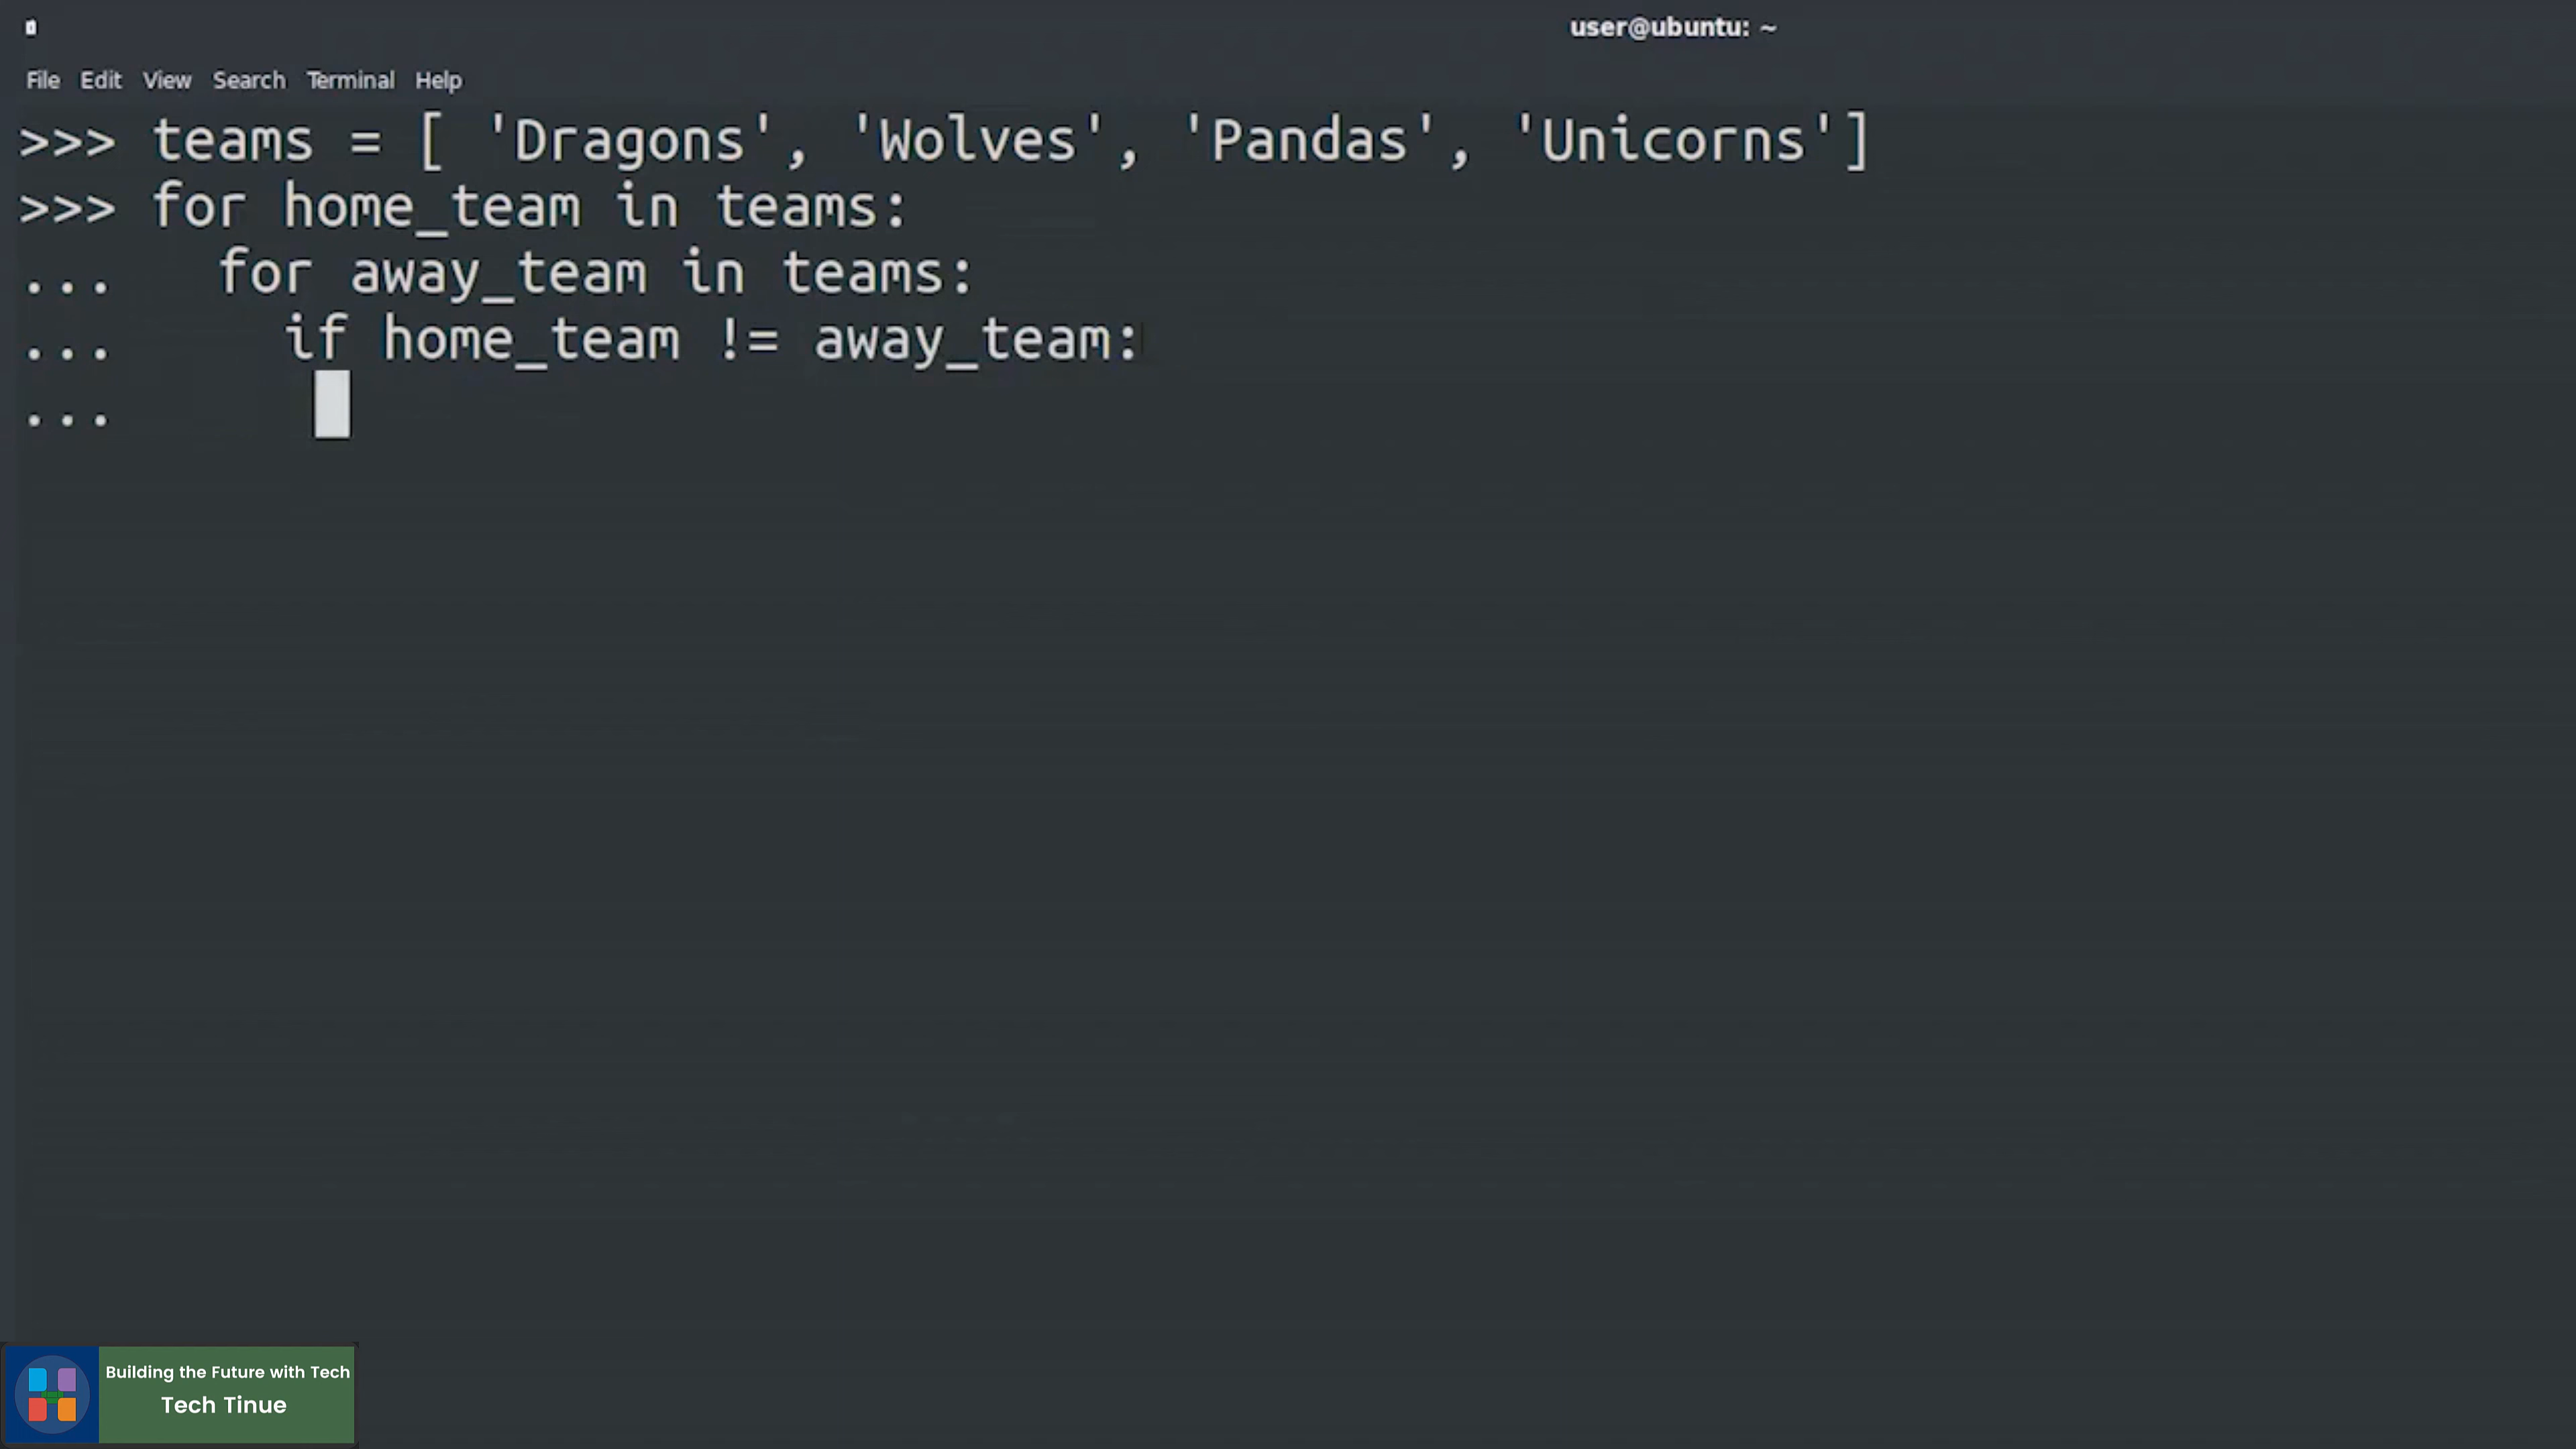 user@ubuntu: ~
File Edit View Search Terminal Help
>>> teams = [ 'Dragons', 'Wolves', 'Pandas', 'Unicorns']
>>> for home_team in teams:
...   for away_team in teams:
...     if home_team != away_team:
...
Building the Future with Tech
Tech Tinue